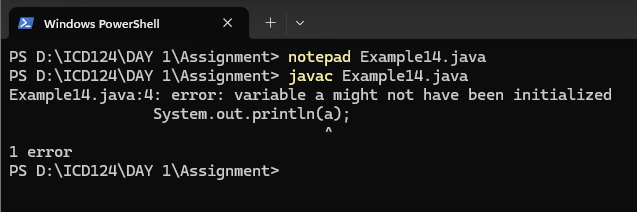 Windows PowerShell
PS D:\ICD124\DAY 1\Assignment> notepad Example14.java
PS D:\ICD124\DAY 1\Assignment> javac Example14.java
Example14.java:4: error: variable a might not have been initialized
                System.out.println(a);
                                   ^
1 error
PS D:\ICD124\DAY 1\Assignment>